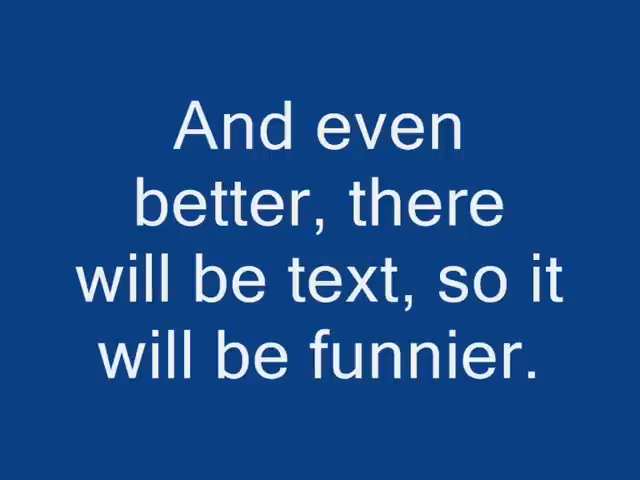 And even
better, there
will be text, so it
will be funnier.